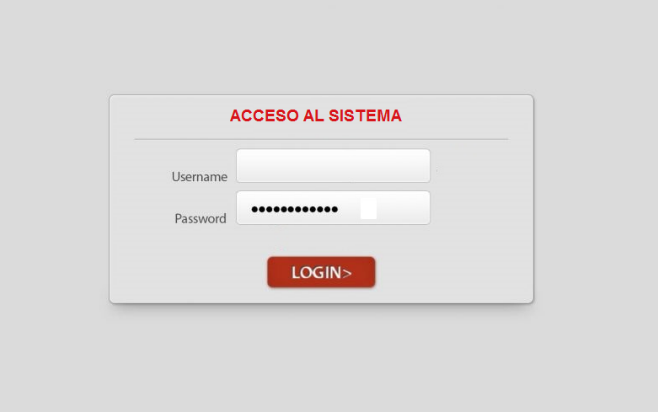 ACCESO AL SISTEMA
Username
Password ••••••••••••
LOGIN>